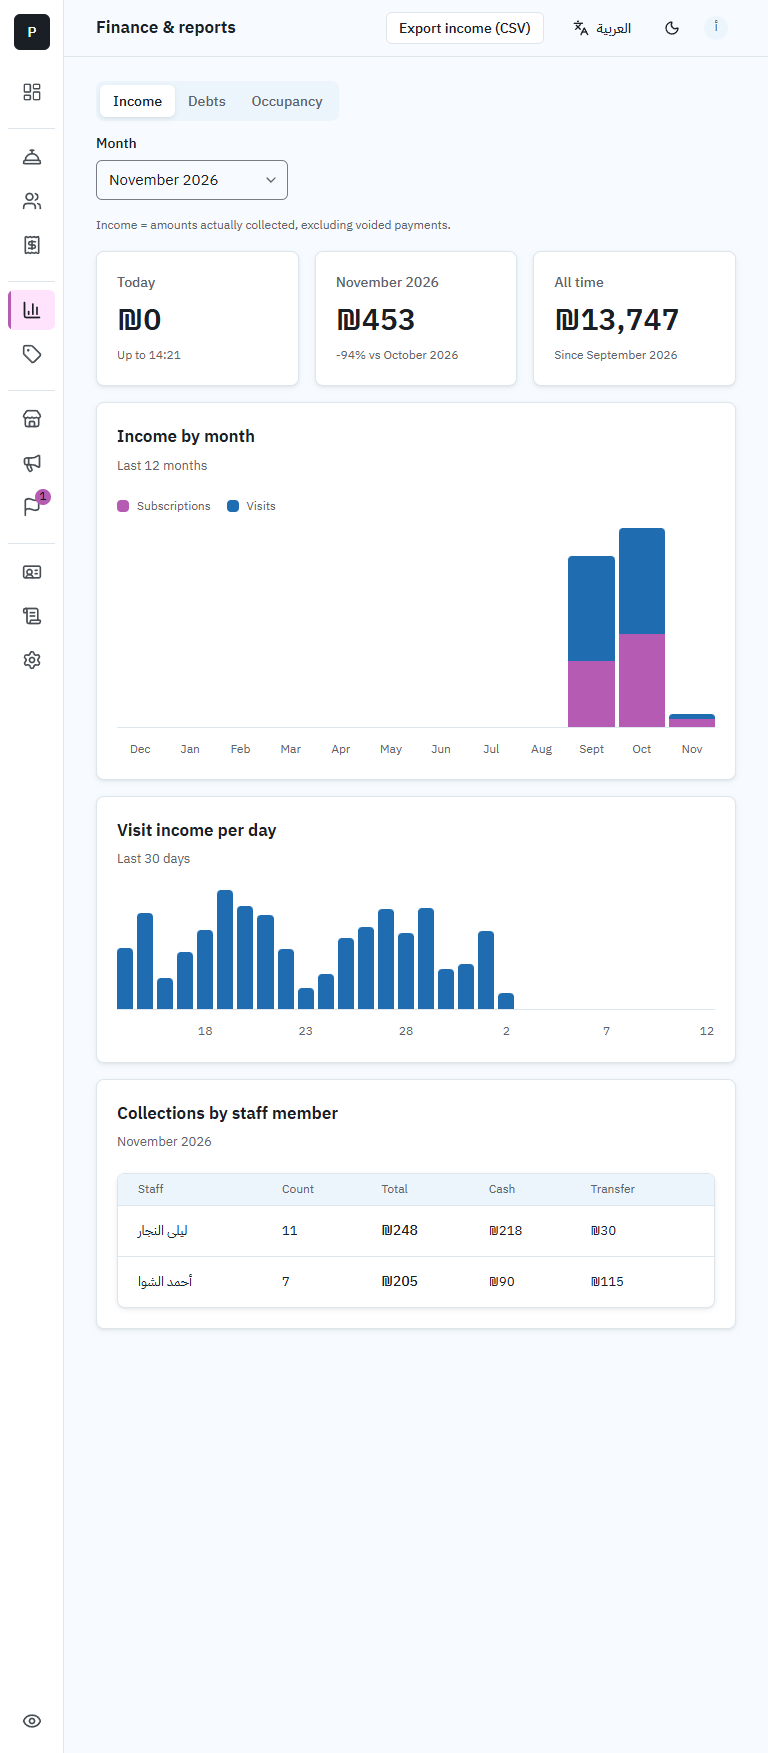 P
Finance & reports
Export income (CSV)
العربية
أ
Income
Debts
Occupancy
Month
November 2026
Income = amounts actually collected, excluding voided payments.
Today
₪0
Up to 14:21
November 2026
₪453
-94% vs October 2026
All time
₪13,747
Since September 2026
1
Income by month
Last 12 months
Subscriptions
Visits
Dec Jan Feb Mar Apr May Jun Jul Aug Sept Oct Nov
Visit income per day
Last 30 days
18 23 28 2 7 12
Collections by staff member
November 2026
Staff Count Total Cash Transfer
ليلى النجار 11 ₪248 ₪218 ₪30
أحمد الشوا 7 ₪205 ₪90 ₪115